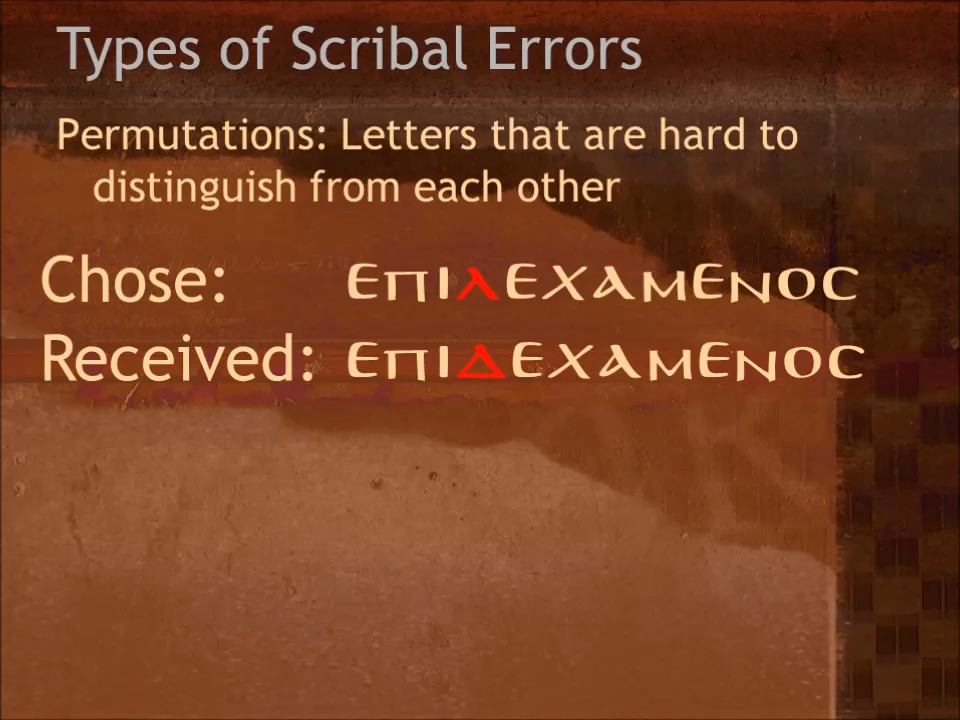 Types of Scribal Errors
Permutations: Letters that are hard to
distinguish from each other
Chose: ΕΠΙΛΕΧΑΜΕΝΟϹ
Received: ΕΠΙΔΕΧΑΜΕΝΟϹ